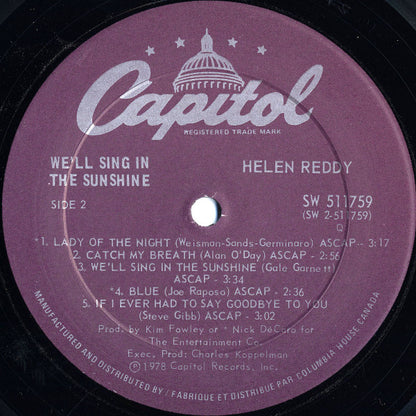 Capitol
REGISTERED TRADE MARK
WE'LL SING IN
THE SUNSHINE
HELEN REDDY
SIDE 2
SW 511759
(SW 2-511759)
Q
*1. LADY OF THE NIGHT (Weisman-Sands-Germinaro) ASCAP -- 3:17
2. CATCH MY BREATH (Alan O'Day) ASCAP - 2:56
3. WE'LL SING IN THE SUNSHINE (Gale Garnett)
ASCAP - 3:34
*4. BLUE (Joe Raposo) ASCAP - 2:36
5. IF I EVER HAD TO SAY GOODBYE TO YOU
(Steve Gibb) ASCAP - 3:02
Prod. by Kim Fowley or * Nick DeCaro for
The Entertainment Co.
Exec. Prod: Charles Koppelman
Ⓟ1978 Capitol Records, Inc.
MANUFACTURED AND DISTRIBUTED BY / FABRIQUE ET DISTRIBUE PAR COLUMBIA HOUSE CANADA